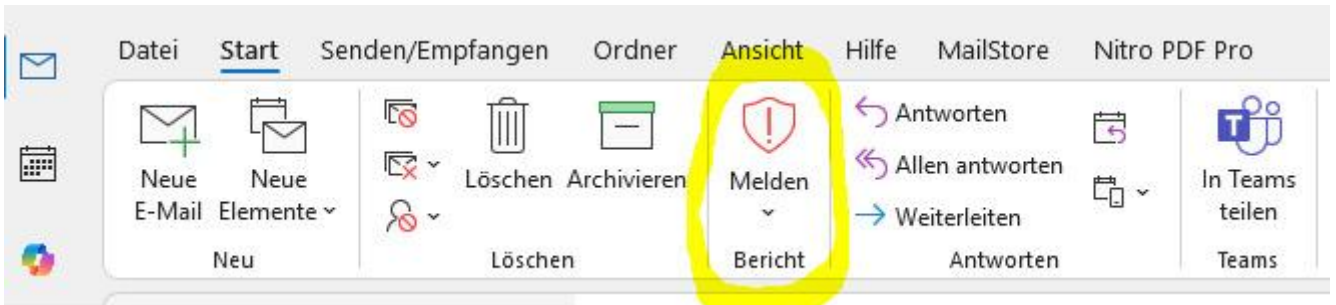 Datei Start Senden/Empfangen Ordner Ansicht Hilfe MailStore Nitro PDF Pro
Neue E-Mail
Neue Elemente
Löschen
Archivieren
Melden
Antworten
Allen antworten
Weiterleiten
In Teams teilen
Neu Löschen Bericht Antworten Teams